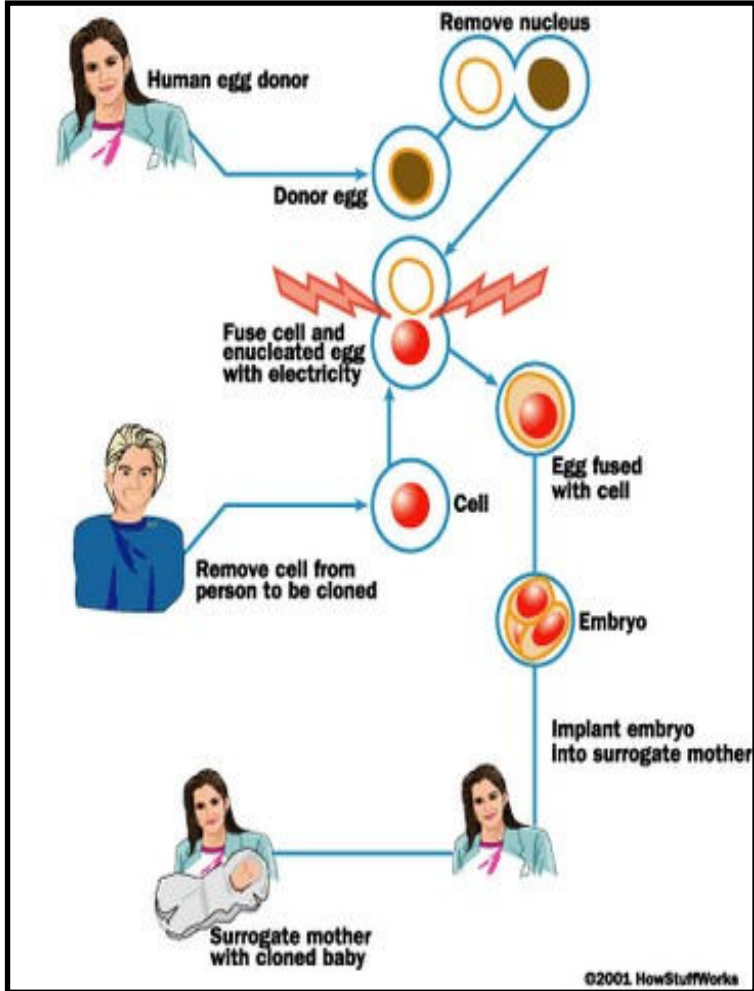 Remove nucleus
Human egg donor
Donor egg
Fuse cell and
enucleated egg
with electricity
Egg fused
with cell
Cell
Remove cell from
person to be cloned
Embryo
Implant embryo
into surrogate mother
Surrogate mother
with cloned baby
©2001 HowStuffWorks